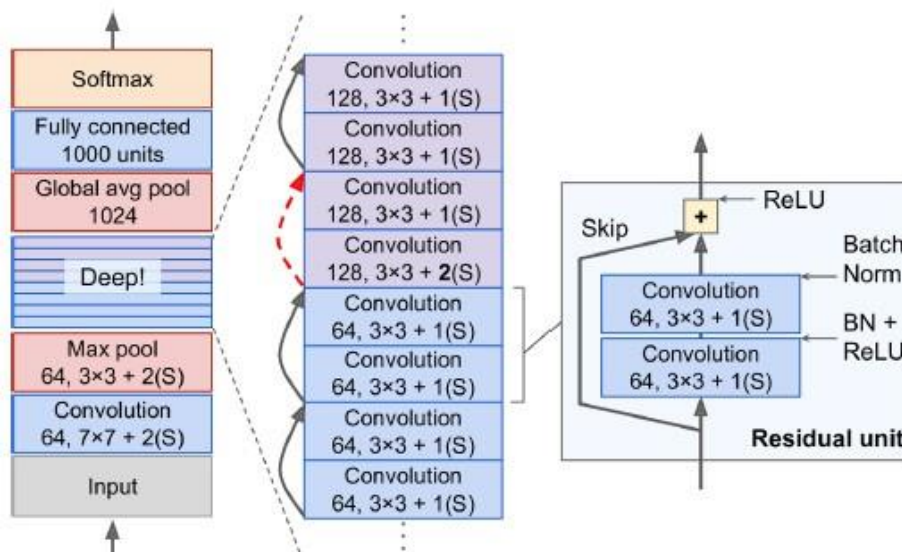 Softmax
Fully connected
1000 units
Global avg pool
1024
Deep!
Max pool
64, 3×3 + 2(S)
Convolution
64, 7×7 + 2(S)
Input
Convolution
128, 3×3 + 1(S)
Convolution
128, 3×3 + 1(S)
Convolution
128, 3×3 + 1(S)
Convolution
128, 3×3 + 2(S)
Convolution
64, 3×3 + 1(S)
Convolution
64, 3×3 + 1(S)
Convolution
64, 3×3 + 1(S)
Convolution
64, 3×3 + 1(S)
+
ReLU
Skip
Batch
Norm
Convolution
64, 3×3 + 1(S)
BN +
ReLU
Convolution
64, 3×3 + 1(S)
Residual unit